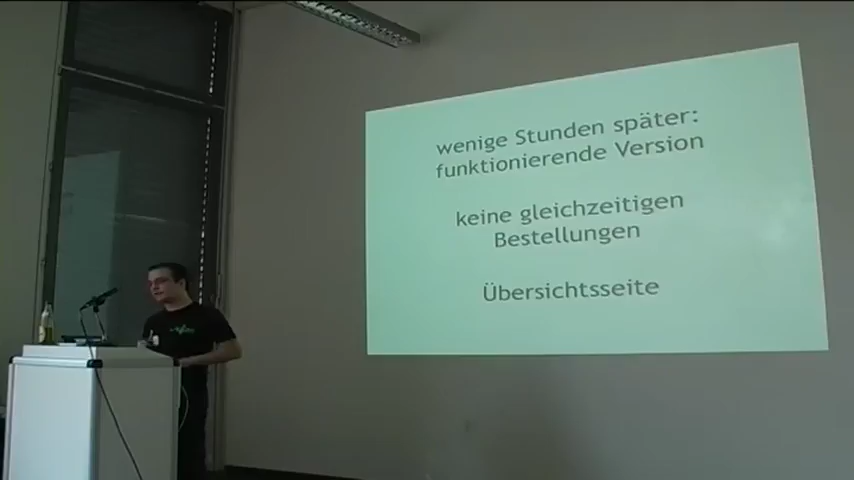 wenige Stunden später:
funktionierende Version
keine gleichzeitigen
Bestellungen
Übersichtsseite